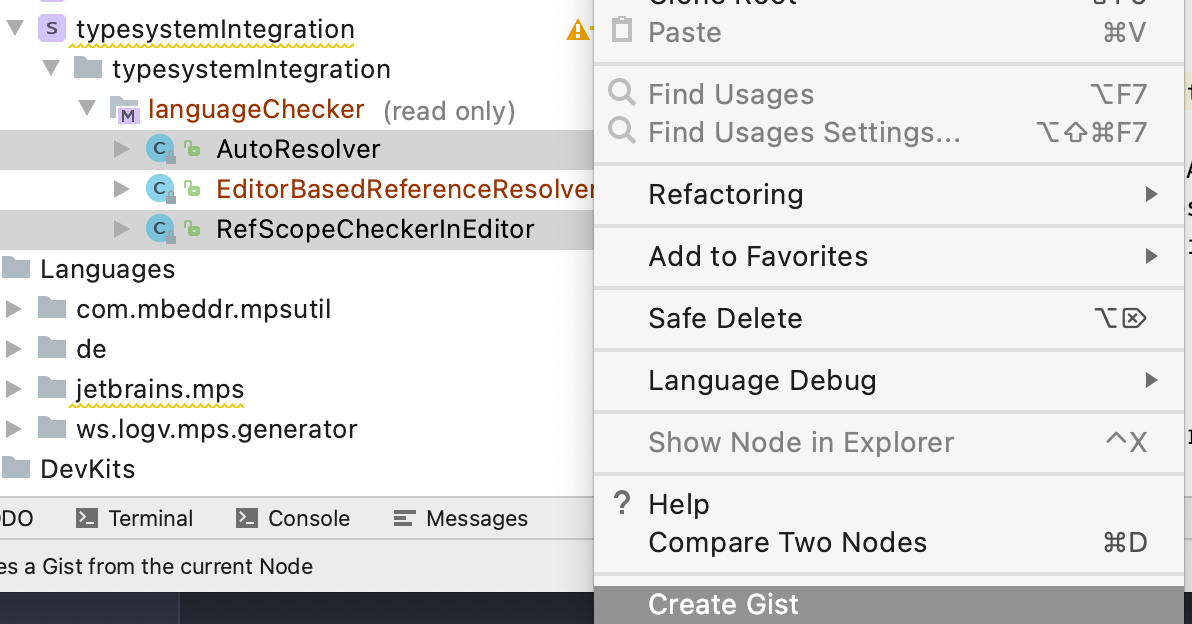 S typesystemIntegration
typesystemIntegration
M languageChecker (read only)
C AutoResolver
C EditorBasedReferenceResolver
C RefScopeCheckerInEditor
Languages
com.mbeddr.mpsutil
de
jetbrains.mps
ws.logv.mps.generator
DevKits
Terminal
Console
Messages
es a Gist from the current Node
Clone Root
Paste ⌘V
Find Usages ⌥F7
Find Usages Settings... ⌥⇧⌘F7
Refactoring
Add to Favorites
Safe Delete ⌥⌦
Language Debug
Show Node in Explorer ^X
? Help
Compare Two Nodes ⌘D
Create Gist